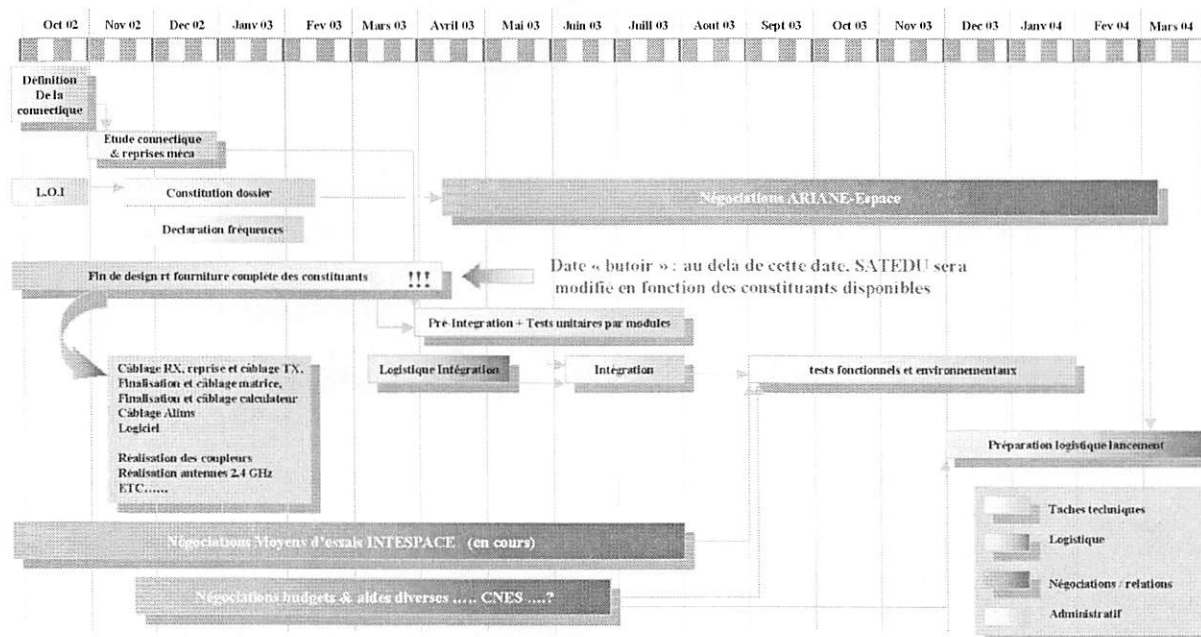 Oct 02 Nov 02 Dec 02 Janv 03 Fev 03 Mars 03 Avril 03 Mai 03 Juin 03 Juill 03 Aout 03 Sept 03 Oct 03 Nov 03 Dec 03 Janv 04 Fev 04 Mars 04
Définition
De la
connectique
Etude connectique
& reprises méca
L.O.I
Constitution dossier
Négociations ARIANE-Espace
Déclaration fréquences
Fin de design rt fourniture complète des constituants !!!
Date « butoir » : au delà de cette date. SATEDU sera
modifié en fonction des constituants disponibles
Pré-Integration + Tests unitaires par modules
Câblage RX, reprise et câblage TX,
Finalisation et câblage matrice,
Finalisation et câblage calculateur
Câblage Alims
Logiciel
Réalisation des coupleurs
Réalisation antennes 2.4 GHz
ETC......
Logistique Intégration
Intégration
tests fonctionnels et environnementaux
Préparation logistique lancement
Négociations Moyens d'essais INTESPACE (en cours)
Négociations budgets & aides diverses ..... CNES ....?
Taches techniques
Logistique
Négociations / relations
Administratif